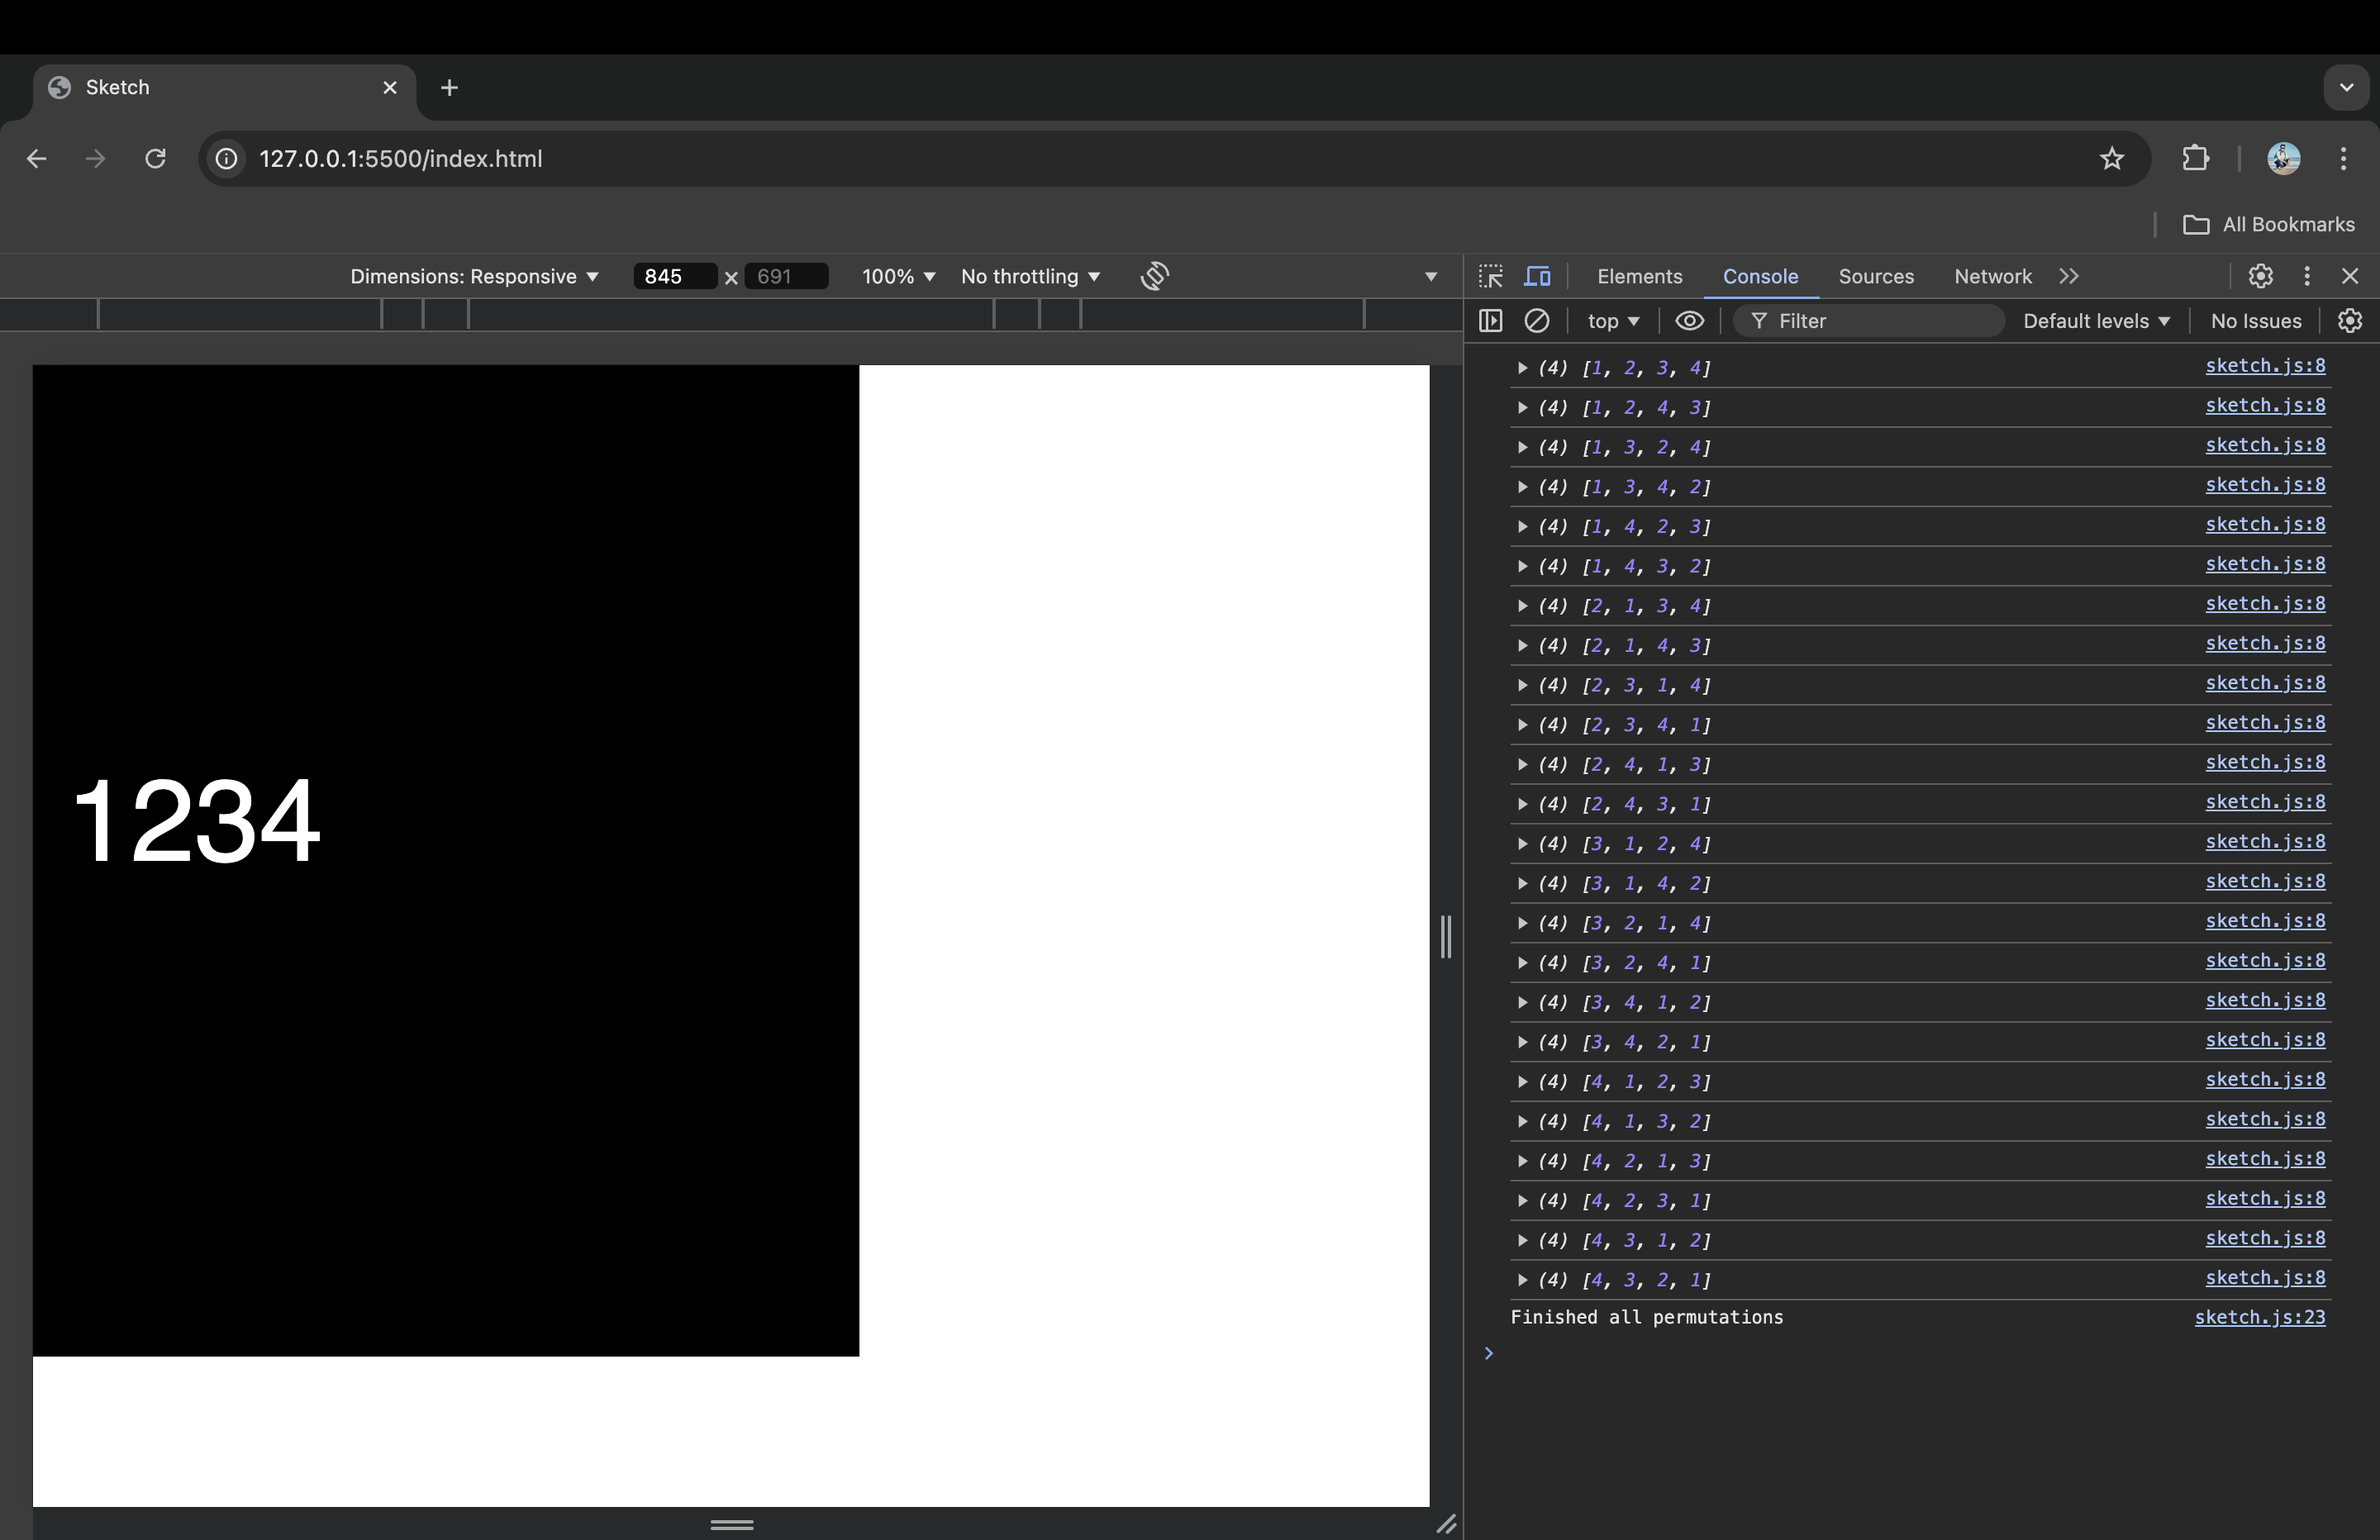 Sketch
127.0.0.1:5500/index.html
All Bookmarks
Dimensions: Responsive 845 691 100% No throttling
Elements Console Sources Network
top Filter Default levels No Issues
1234
(4) [1, 2, 3, 4] sketch.js:8
(4) [1, 2, 4, 3] sketch.js:8
(4) [1, 3, 2, 4] sketch.js:8
(4) [1, 3, 4, 2] sketch.js:8
(4) [1, 4, 2, 3] sketch.js:8
(4) [1, 4, 3, 2] sketch.js:8
(4) [2, 1, 3, 4] sketch.js:8
(4) [2, 1, 4, 3] sketch.js:8
(4) [2, 3, 1, 4] sketch.js:8
(4) [2, 3, 4, 1] sketch.js:8
(4) [2, 4, 1, 3] sketch.js:8
(4) [2, 4, 3, 1] sketch.js:8
(4) [3, 1, 2, 4] sketch.js:8
(4) [3, 1, 4, 2] sketch.js:8
(4) [3, 2, 1, 4] sketch.js:8
(4) [3, 2, 4, 1] sketch.js:8
(4) [3, 4, 1, 2] sketch.js:8
(4) [3, 4, 2, 1] sketch.js:8
(4) [4, 1, 2, 3] sketch.js:8
(4) [4, 1, 3, 2] sketch.js:8
(4) [4, 2, 1, 3] sketch.js:8
(4) [4, 2, 3, 1] sketch.js:8
(4) [4, 3, 1, 2] sketch.js:8
(4) [4, 3, 2, 1] sketch.js:8
Finished all permutations sketch.js:23